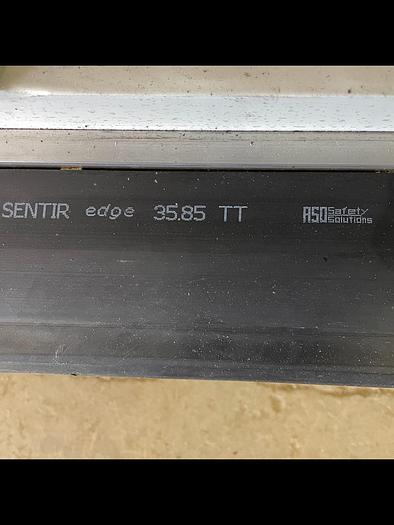 SENTIR edge 35.85 TT
ASO Safety
Solutions